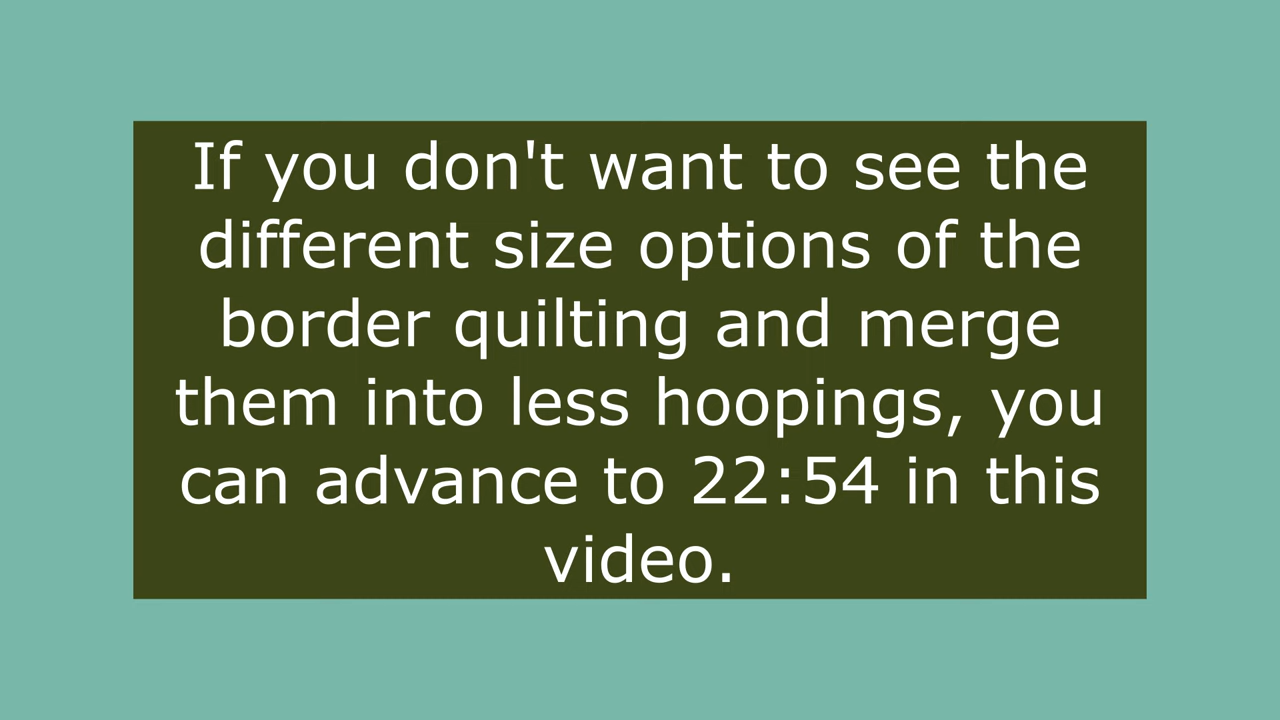 If you don't want to see the
different size options of the
border quilting and merge
them into less hoopings, you
can advance to 22:54 in this
video.